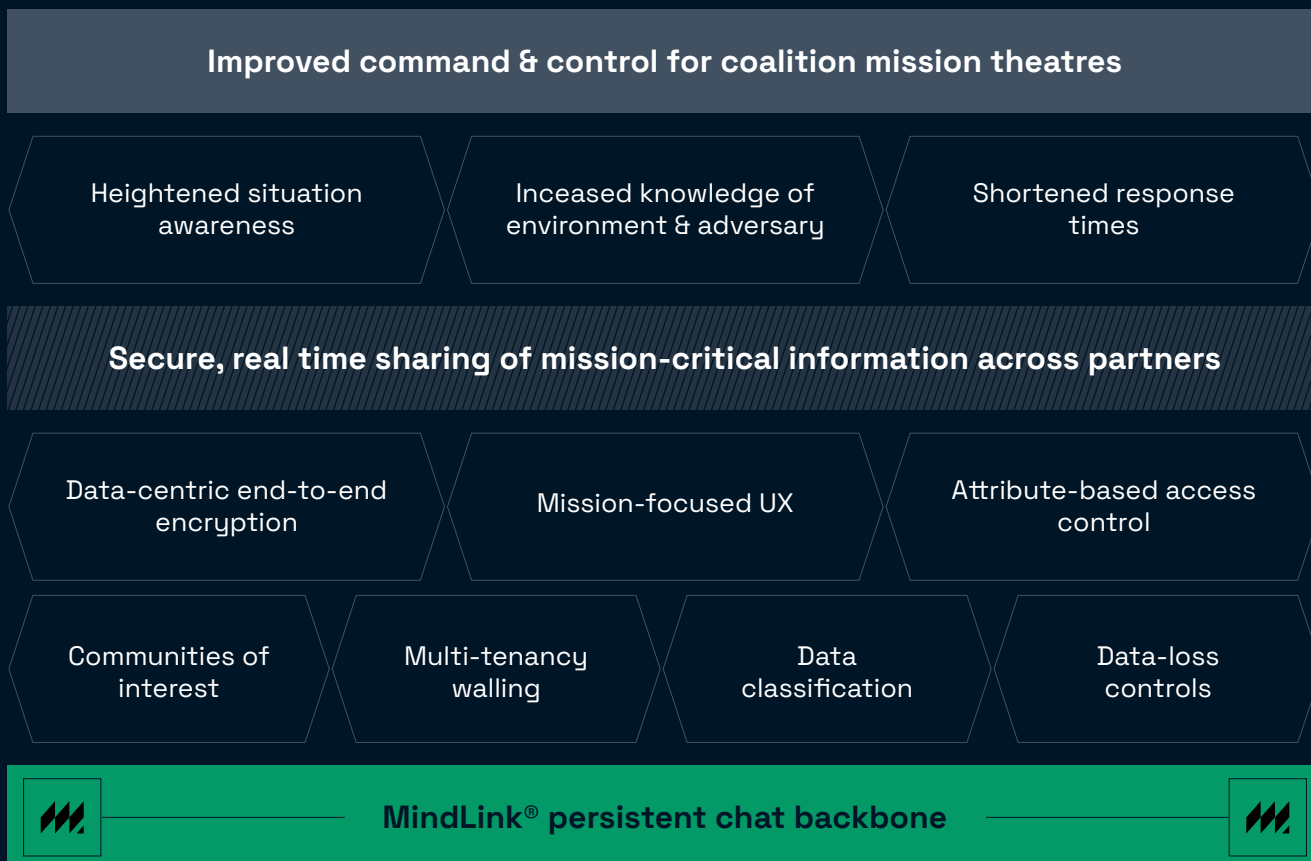 Improved command & control for coalition mission theatres
Heightened situation
awareness
Inceased knowledge of
environment & adversary
Shortened response
times
Secure, real time sharing of mission-critical information across partners
Data-centric end-to-end
encryption
Mission-focused UX
Attribute-based access
control
Communities of
interest
Multi-tenancy
walling
Data
classification
Data-loss
controls
MindLink® persistent chat backbone